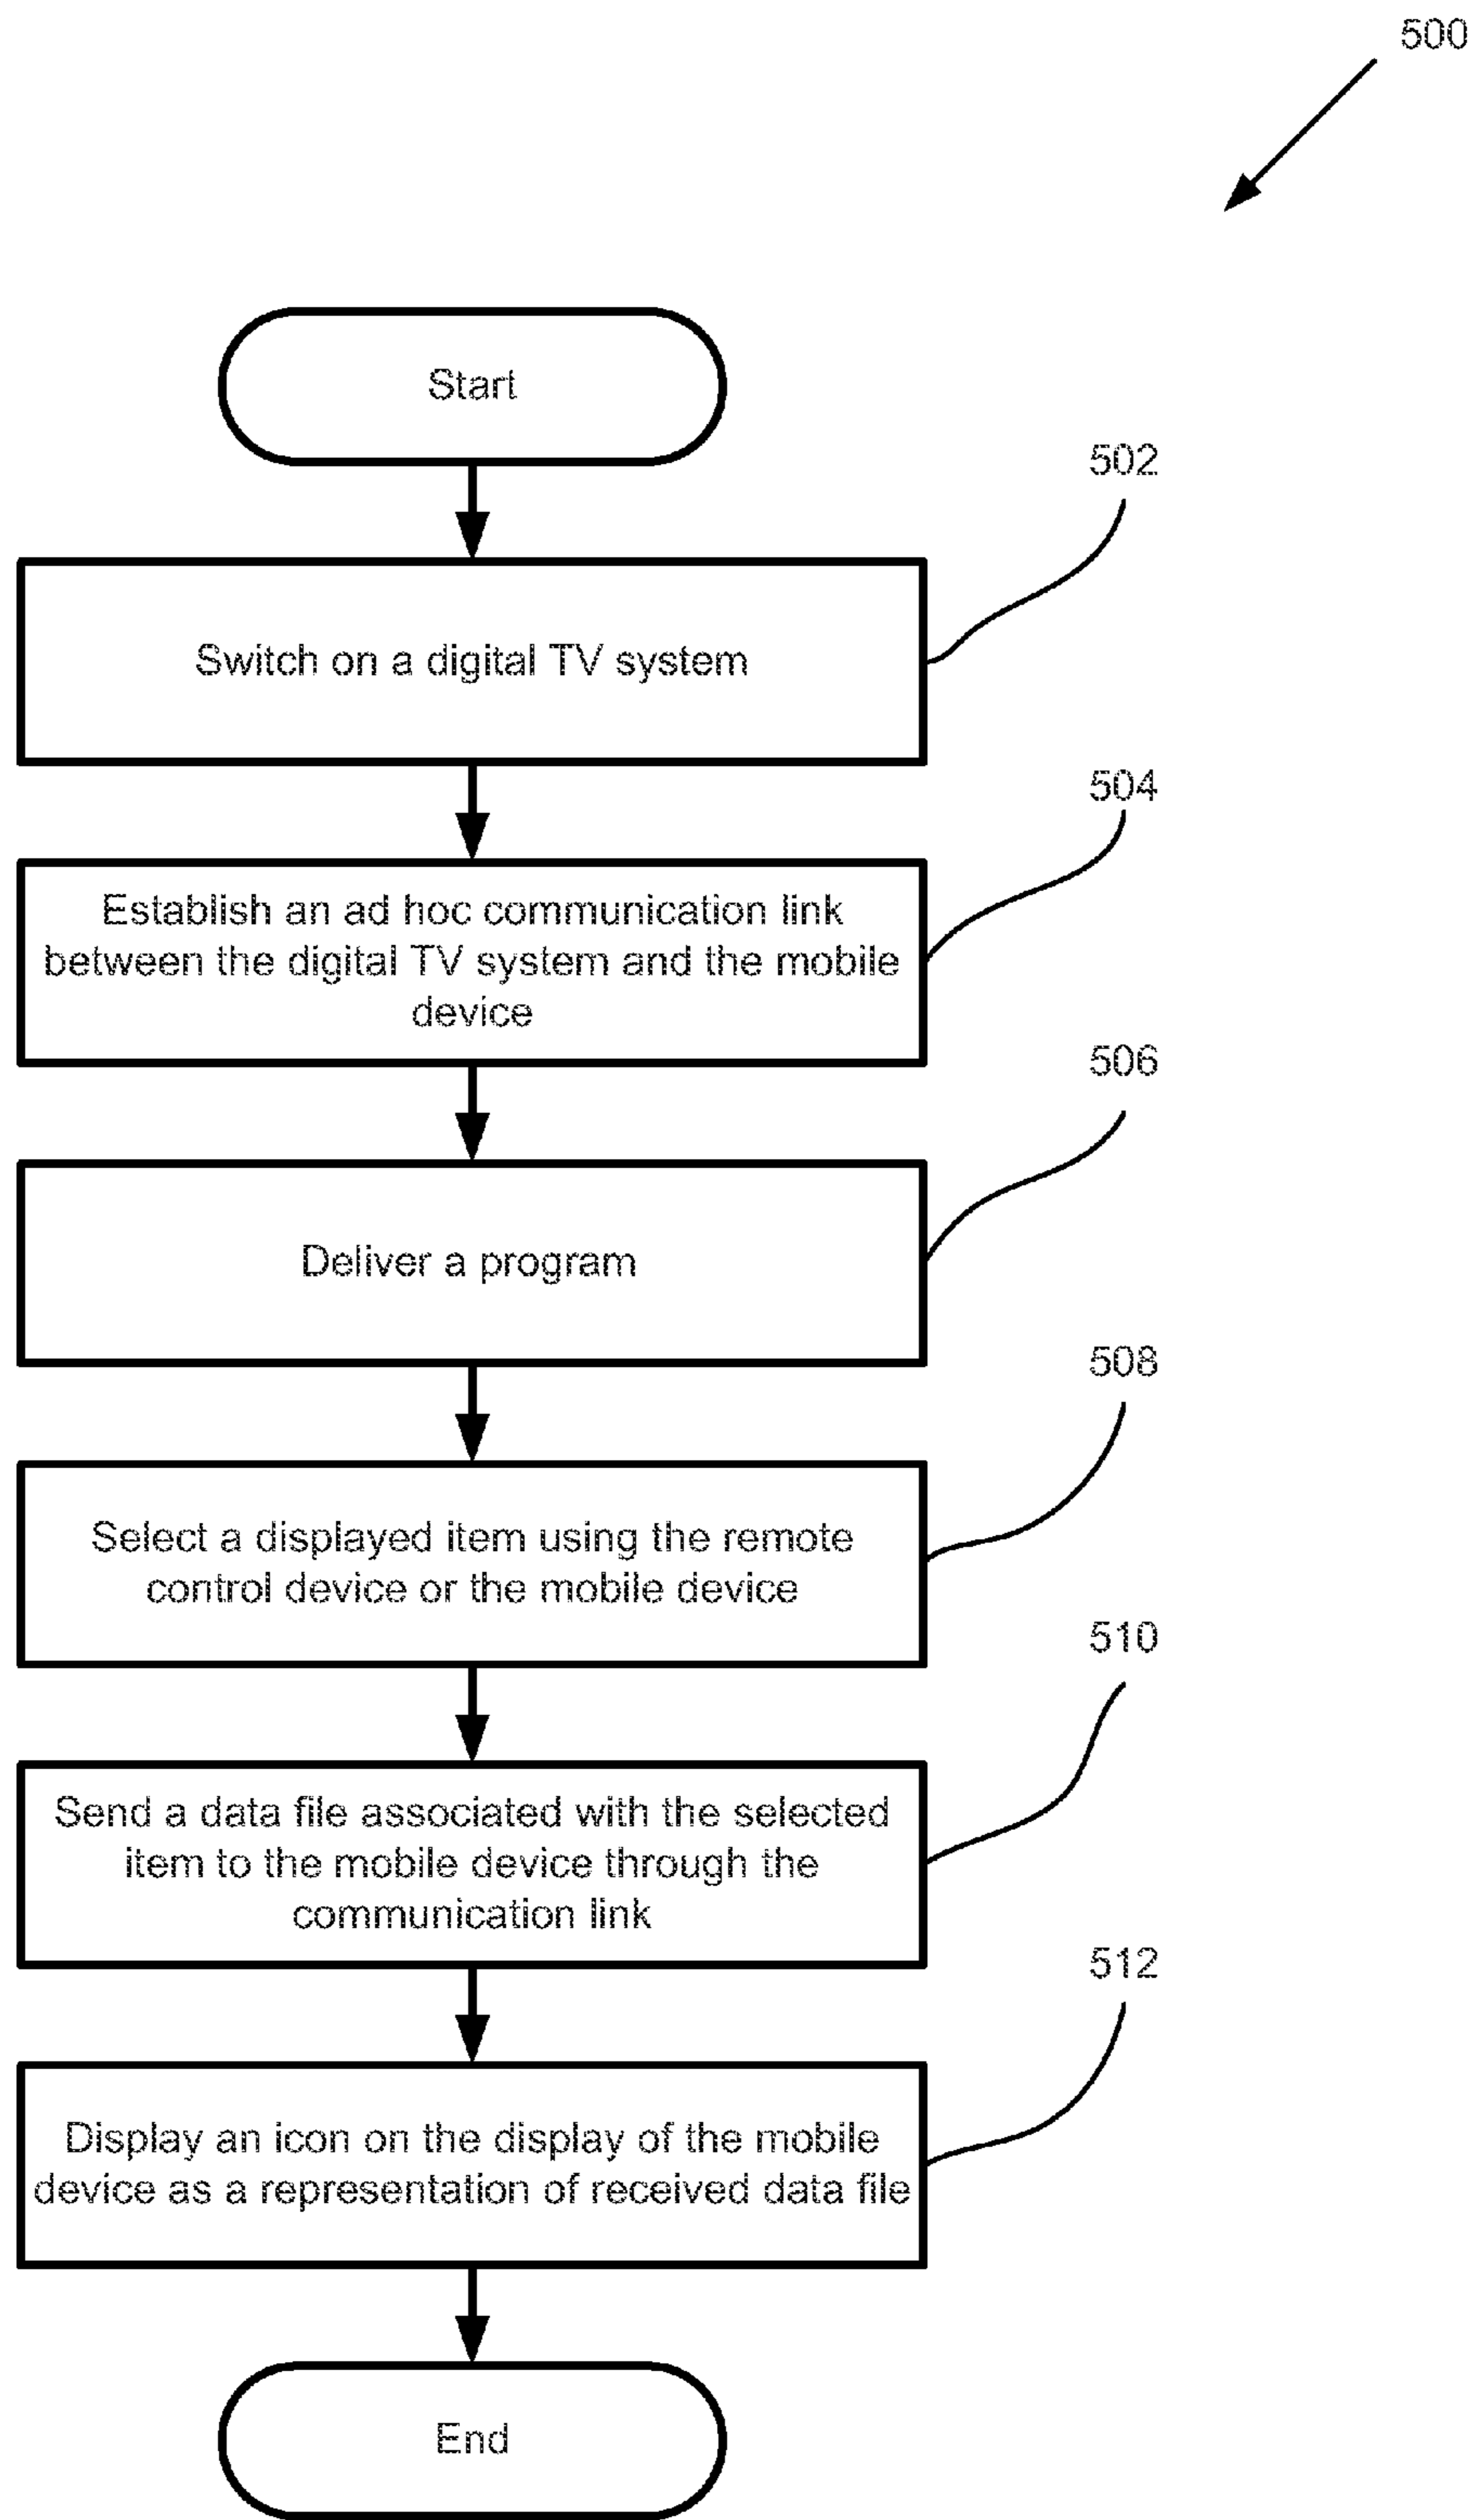 500
Start
502
Switch on a digital TV system
504
Establish an ad hoc communication link
between the digital TV system and the mobile
device
506
Deliver a program
508
Select a displayed item using the remote
control device or the mobile device
510
Send a data file associated with the selected
item to the mobile device through the
communication link
512
Display an icon on the display of the mobile
device as a representation of received data file
End